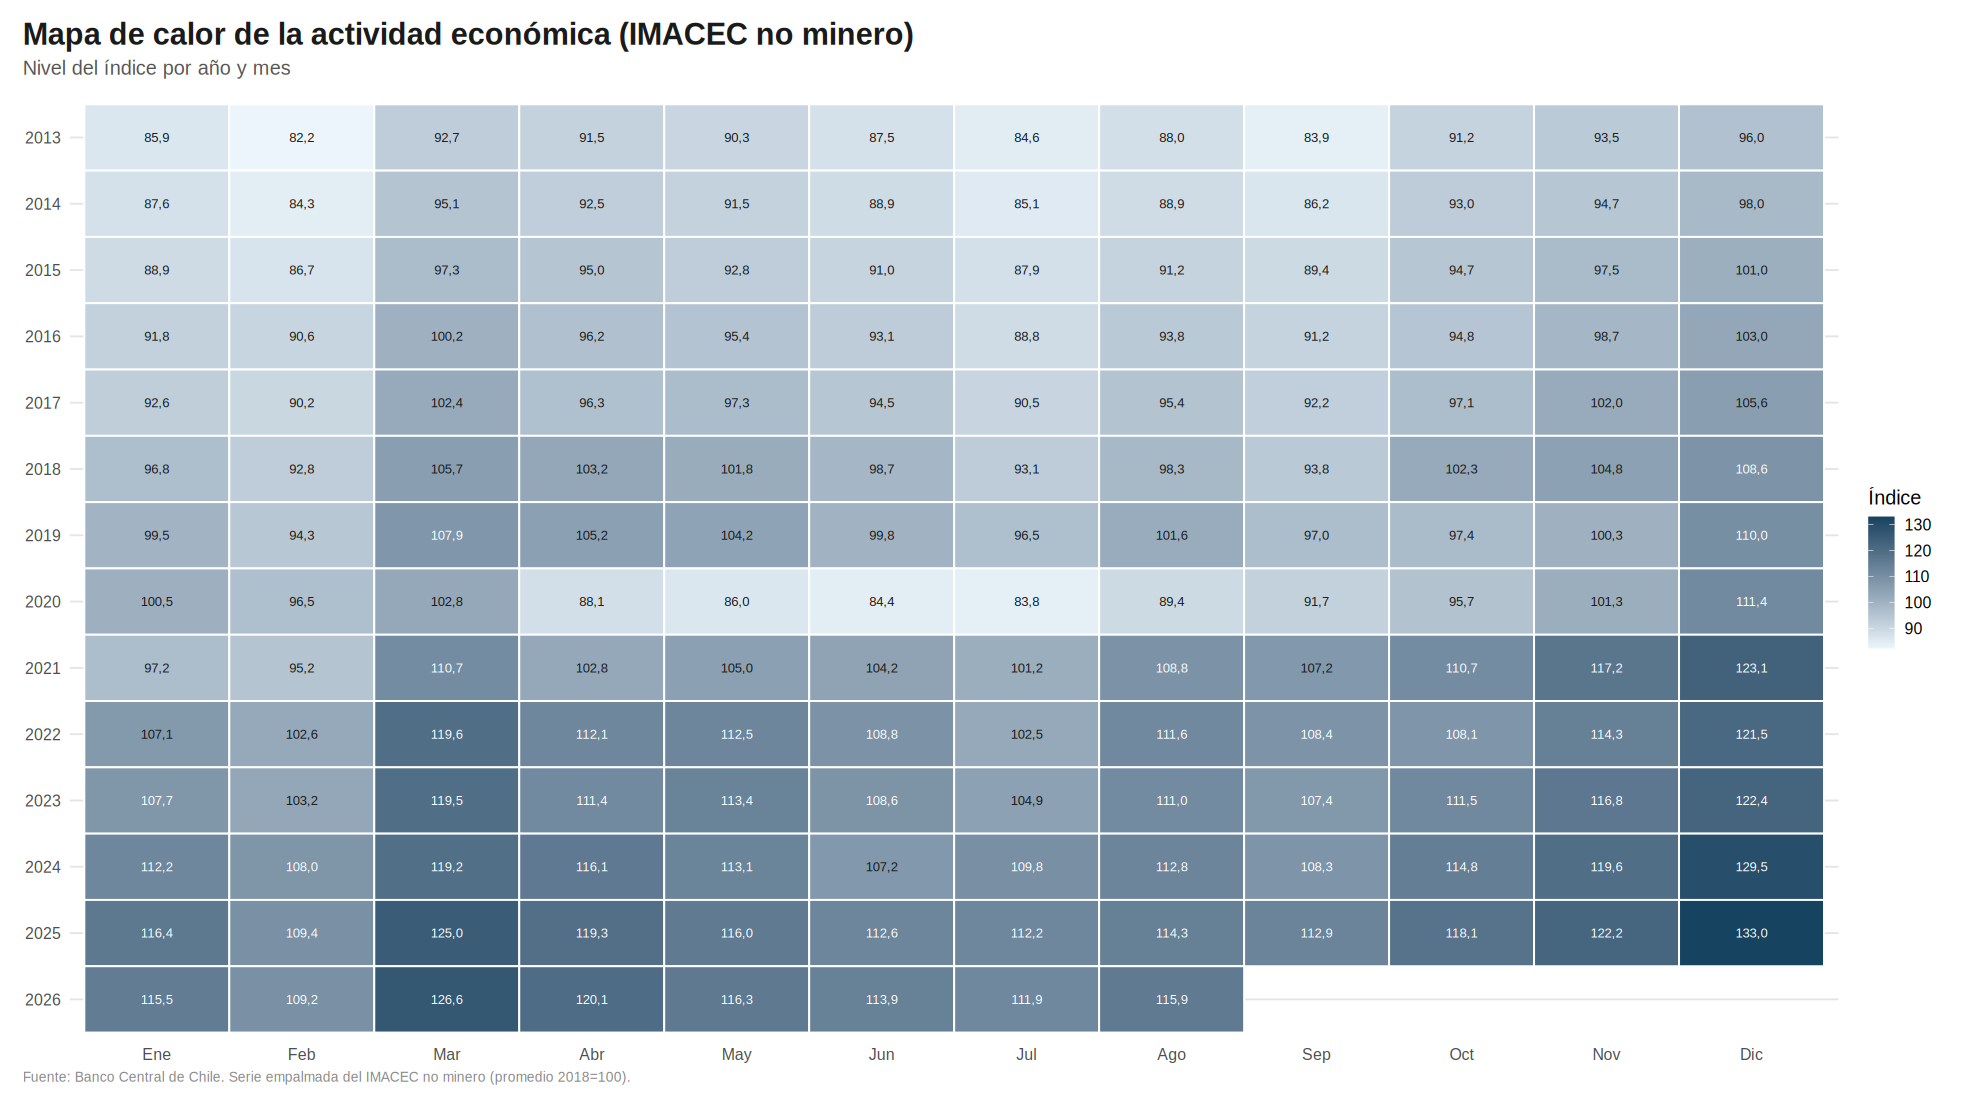 Mapa de calor de la actividad económica (IMACEC no minero)
Nivel del índice por año y mes
2013 85,9 82,2 92,7 91,5 90,3 87,5 84,6 88,0 83,9 91,2 93,5 96,0
2014 87,6 84,3 95,1 92,5 91,5 88,9 85,1 88,9 86,2 93,0 94,7 98,0
2015 88,9 86,7 97,3 95,0 92,8 91,0 87,9 91,2 89,4 94,7 97,5 101,0
2016 91,8 90,6 100,2 96,2 95,4 93,1 88,8 93,8 91,2 94,8 98,7 103,0
2017 92,6 90,2 102,4 96,3 97,3 94,5 90,5 95,4 92,2 97,1 102,0 105,6
2018 96,8 92,8 105,7 103,2 101,8 98,7 93,1 98,3 93,8 102,3 104,8 108,6
2019 99,5 94,3 107,9 105,2 104,2 99,8 96,5 101,6 97,0 97,4 100,3 110,0
2020 100,5 96,5 102,8 88,1 86,0 84,4 83,8 89,4 91,7 95,7 101,3 111,4
2021 97,2 95,2 110,7 102,8 105,0 104,2 101,2 108,8 107,2 110,7 117,2 123,1
2022 107,1 102,6 119,6 112,1 112,5 108,8 102,5 111,6 108,4 108,1 114,3 121,5
2023 107,7 103,2 119,5 111,4 113,4 108,6 104,9 111,0 107,4 111,5 116,8 122,4
2024 112,2 108,0 119,2 116,1 113,1 107,2 109,8 112,8 108,3 114,8 119,6 129,5
2025 116,4 109,4 125,0 119,3 116,0 112,6 112,2 114,3 112,9 118,1 122,2 133,0
2026 115,5 109,2 126,6 120,1 116,3 113,9 111,9 115,9
Ene Feb Mar Abr May Jun Jul Ago Sep Oct Nov Dic
Índice
130
120
110
100
90
Fuente: Banco Central de Chile. Serie empalmada del IMACEC no minero (promedio 2018=100).